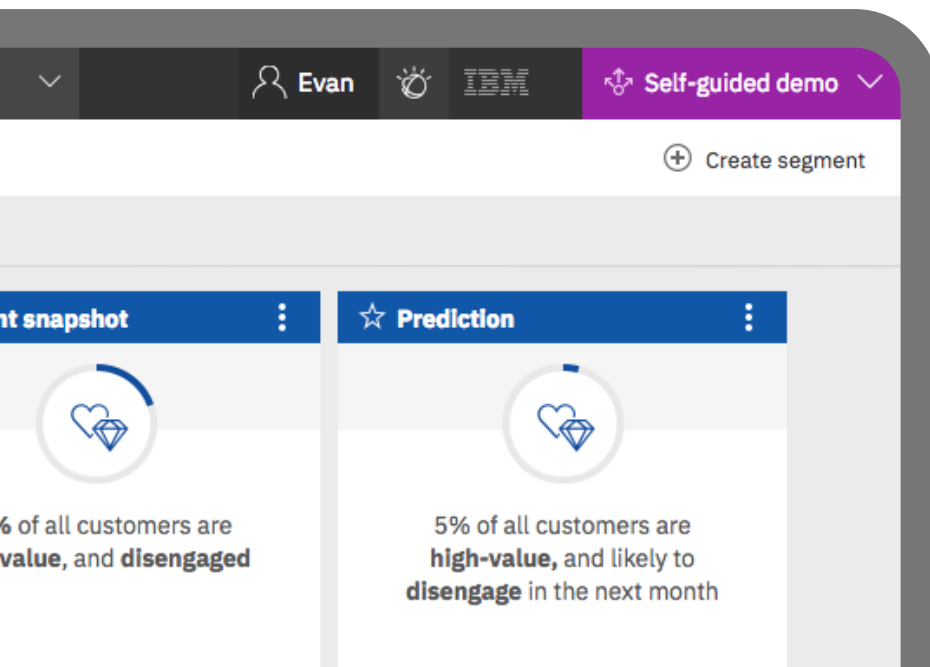 Evan
IBM
Self-guided demo
Create segment
snapshot
% of all customers are
value, and disengaged
Prediction
5% of all customers are
high-value, and likely to
disengage in the next month